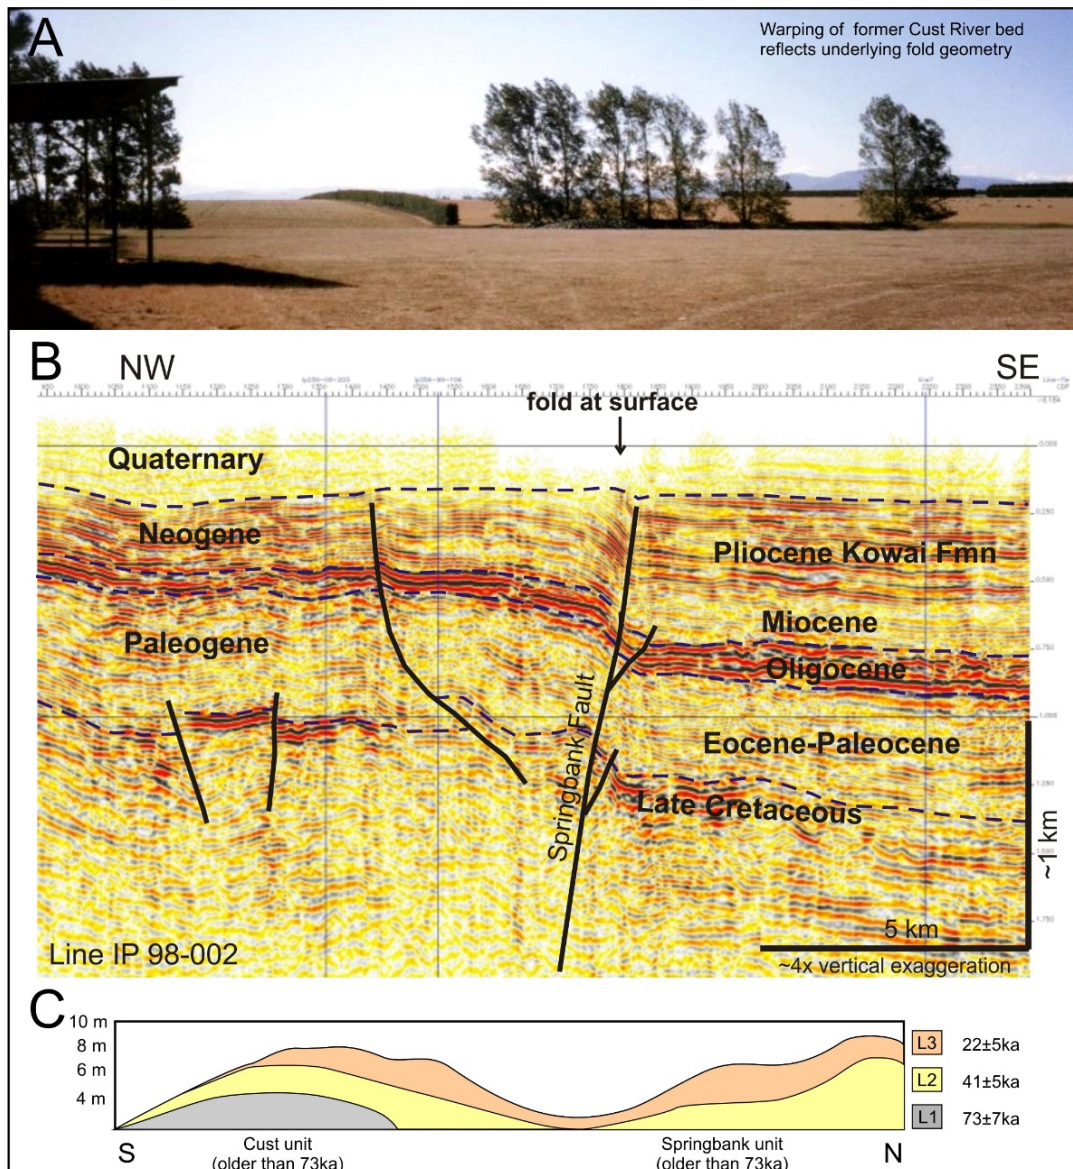 A
Warping of former Cust River bed
reflects underlying fold geometry
B
NW
SE
fold at surface
Quaternary
Neogene
Pliocene Kowai Fmn
Miocene
Paleogene
Oligocene
Eocene-Paleocene
Springbank Fault
Late Cretaceous
~1 km
5 km
Line IP 98-002
~4x vertical exaggeration
C
10 m
8 m
6 m
4 m
L3 22±5ka
L2 41±5ka
L1 73±7ka
S
Cust unit
(older than 73ka)
Springbank unit
(older than 73ka)
N